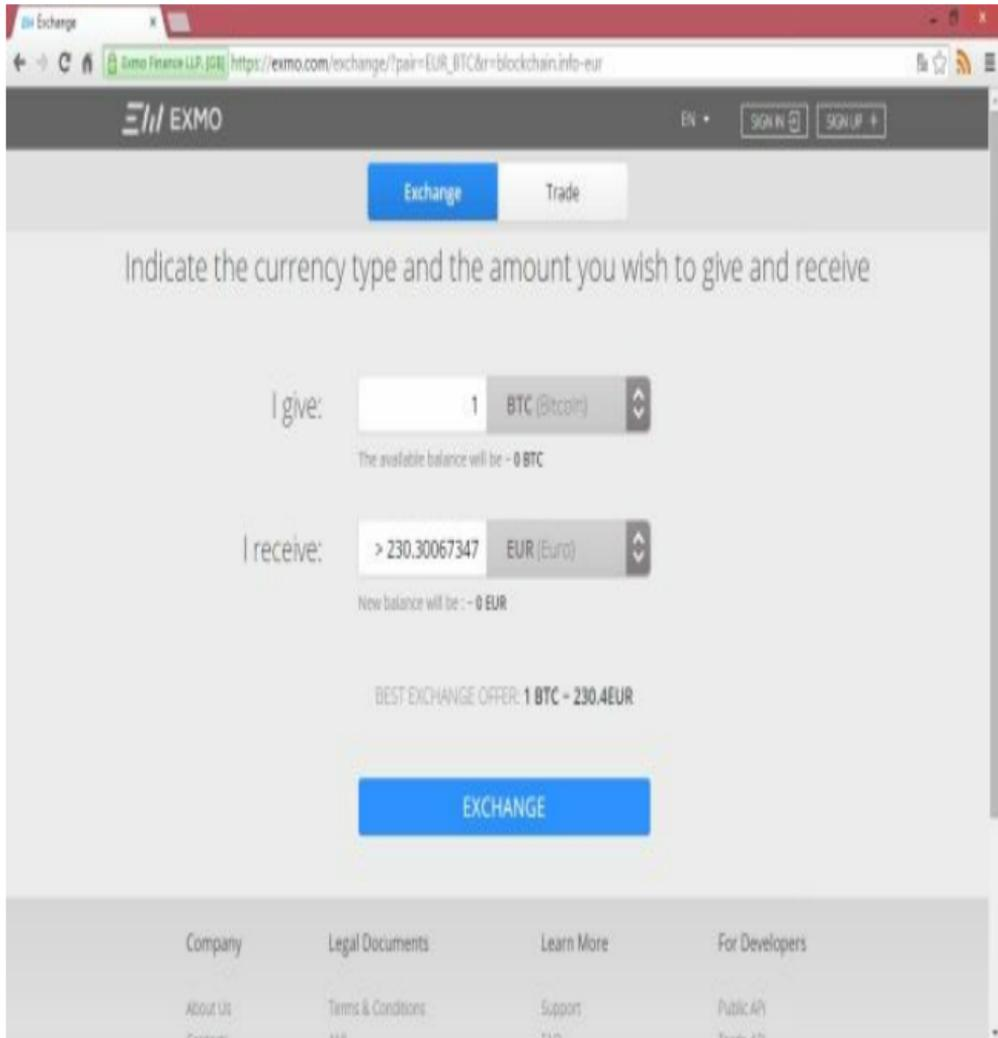 Exchange
Exmo Finance LLP. [GB] https://exmo.com/exchange/?pair=EUR_BTC&r=blockchain.info-eur
EXMO EN SIGN IN SIGN UP +
Exchange Trade
Indicate the currency type and the amount you wish to give and receive
I give: 1 BTC (Bitcoin)
The available balance will be ~ 0 BTC
I receive: > 230.30067347 EUR (Euro)
New balance will be : ~ 0 EUR
BEST EXCHANGE OFFER: 1 BTC ~ 230.4EUR
EXCHANGE
Company Legal Documents Learn More For Developers
About Us Terms & Conditions Support Public API